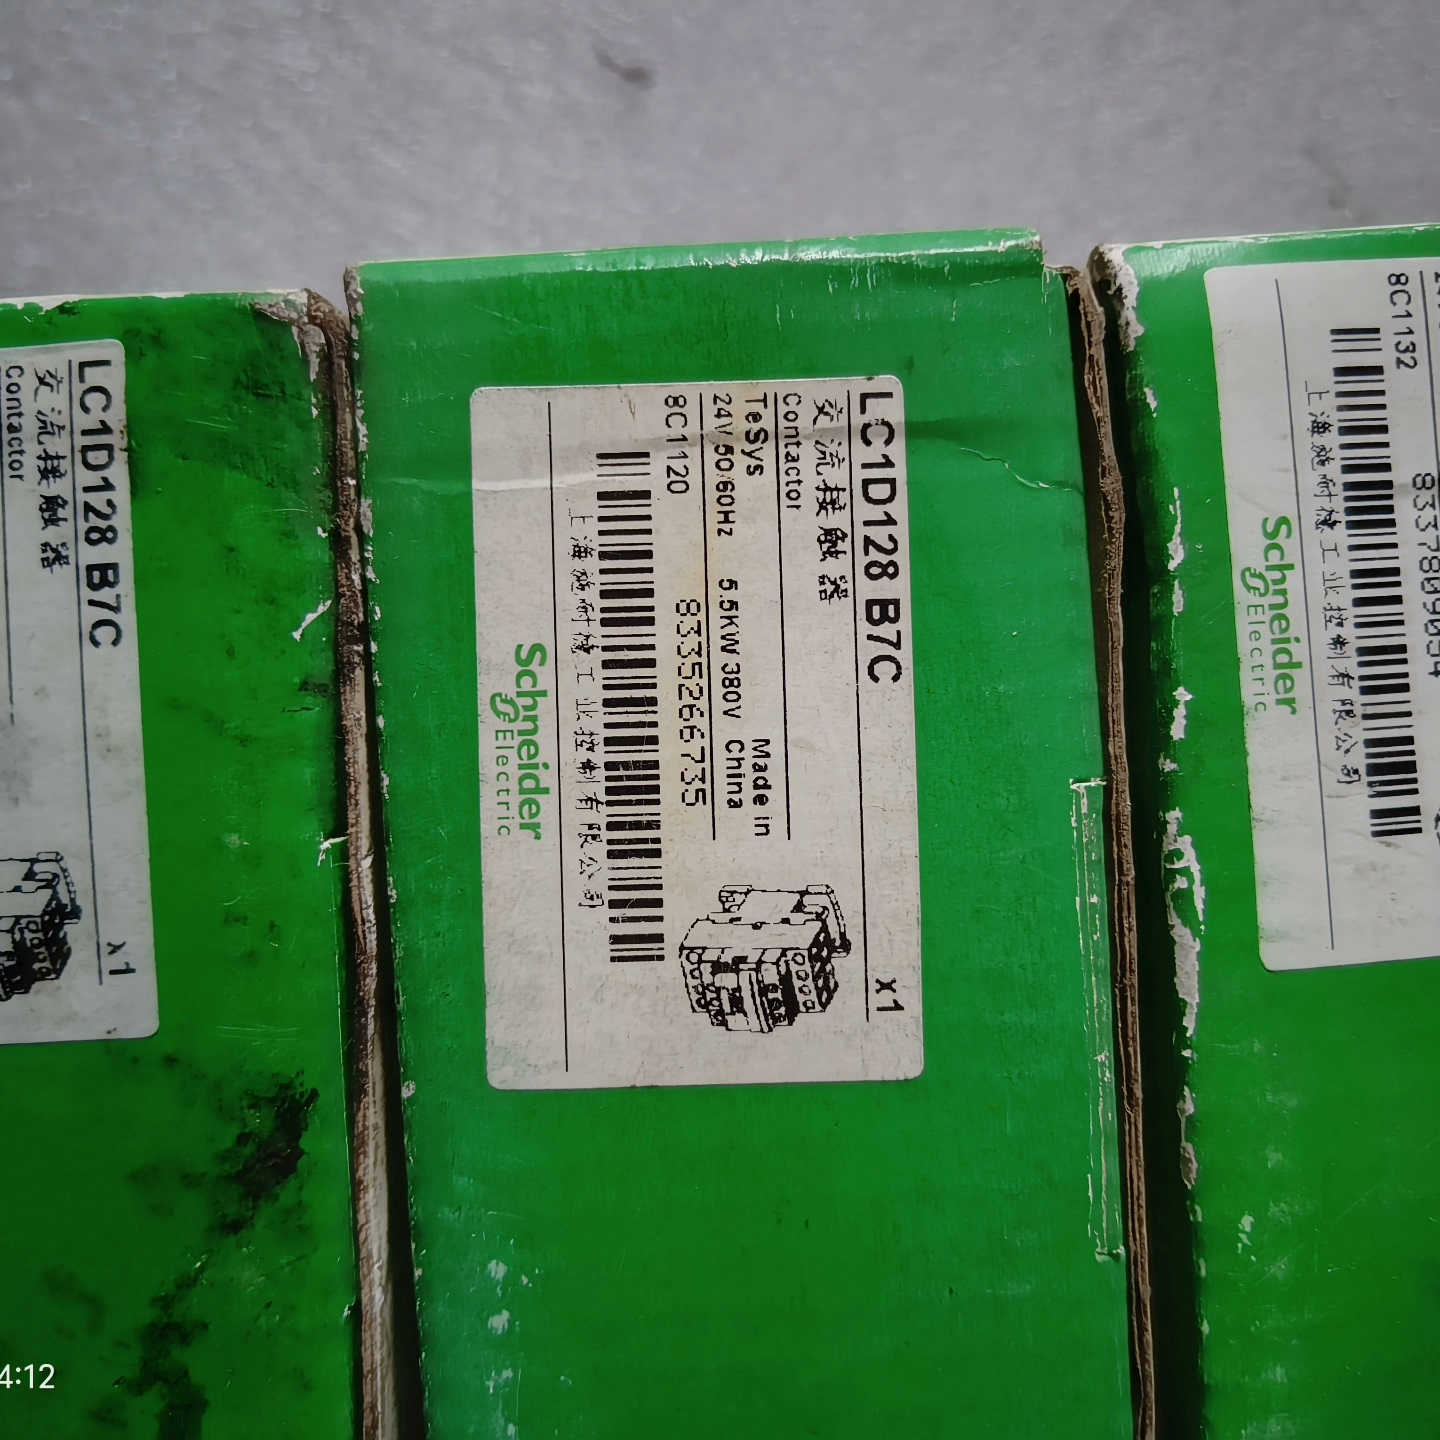 LC1D128 B7C
交流接触器
Contactor
x1
LC1D128 B7C
x1
交流接触器
Contactor
TeSys
Made in
24V 50/60Hz 5.5KW 380V China
8C1120
8335266735
上海施耐德工业控制有限公司
Schneider
Electric
8C1132
上海施耐德工业控制有限公司
Schneider
Electric
4:12